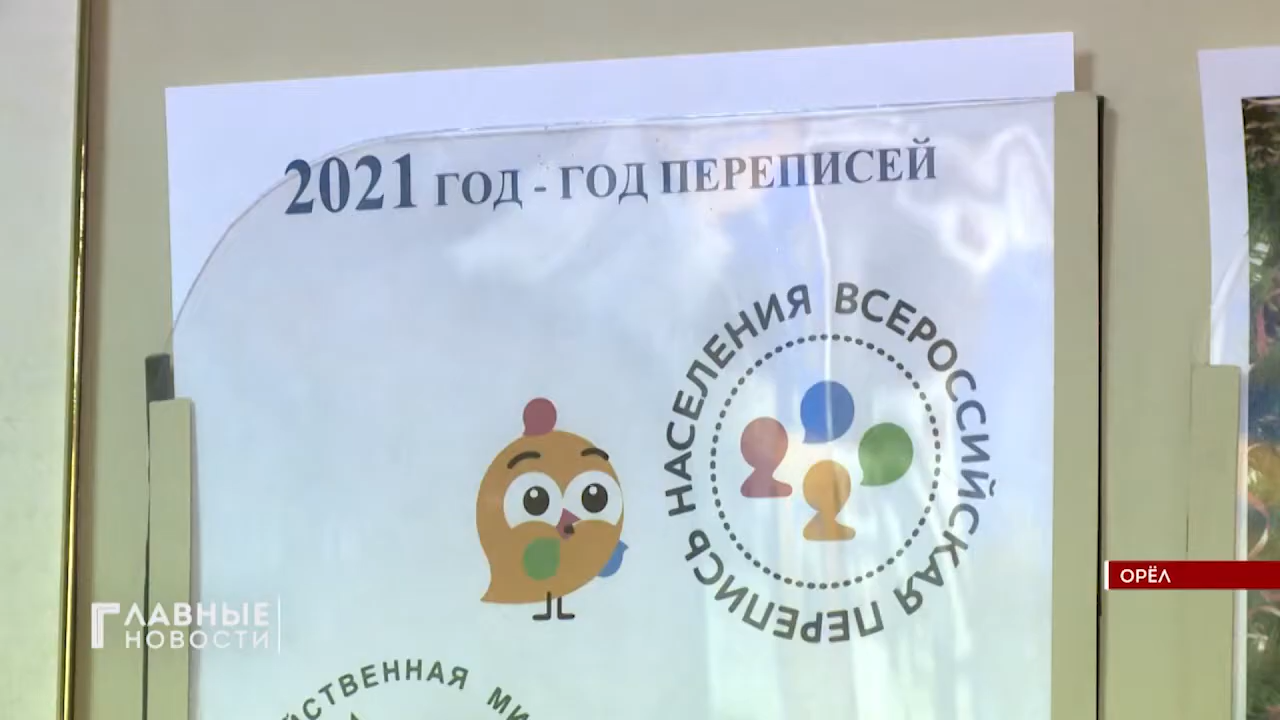 2021 ГОД - ГОД ПЕРЕПИСЕЙ
ВСЕРОССИЙСКАЯ ПЕРЕПИСЬ НАСЕЛЕНИЯ
ОРЁЛ
ГЛАВНЫЕ
НОВОСТИ